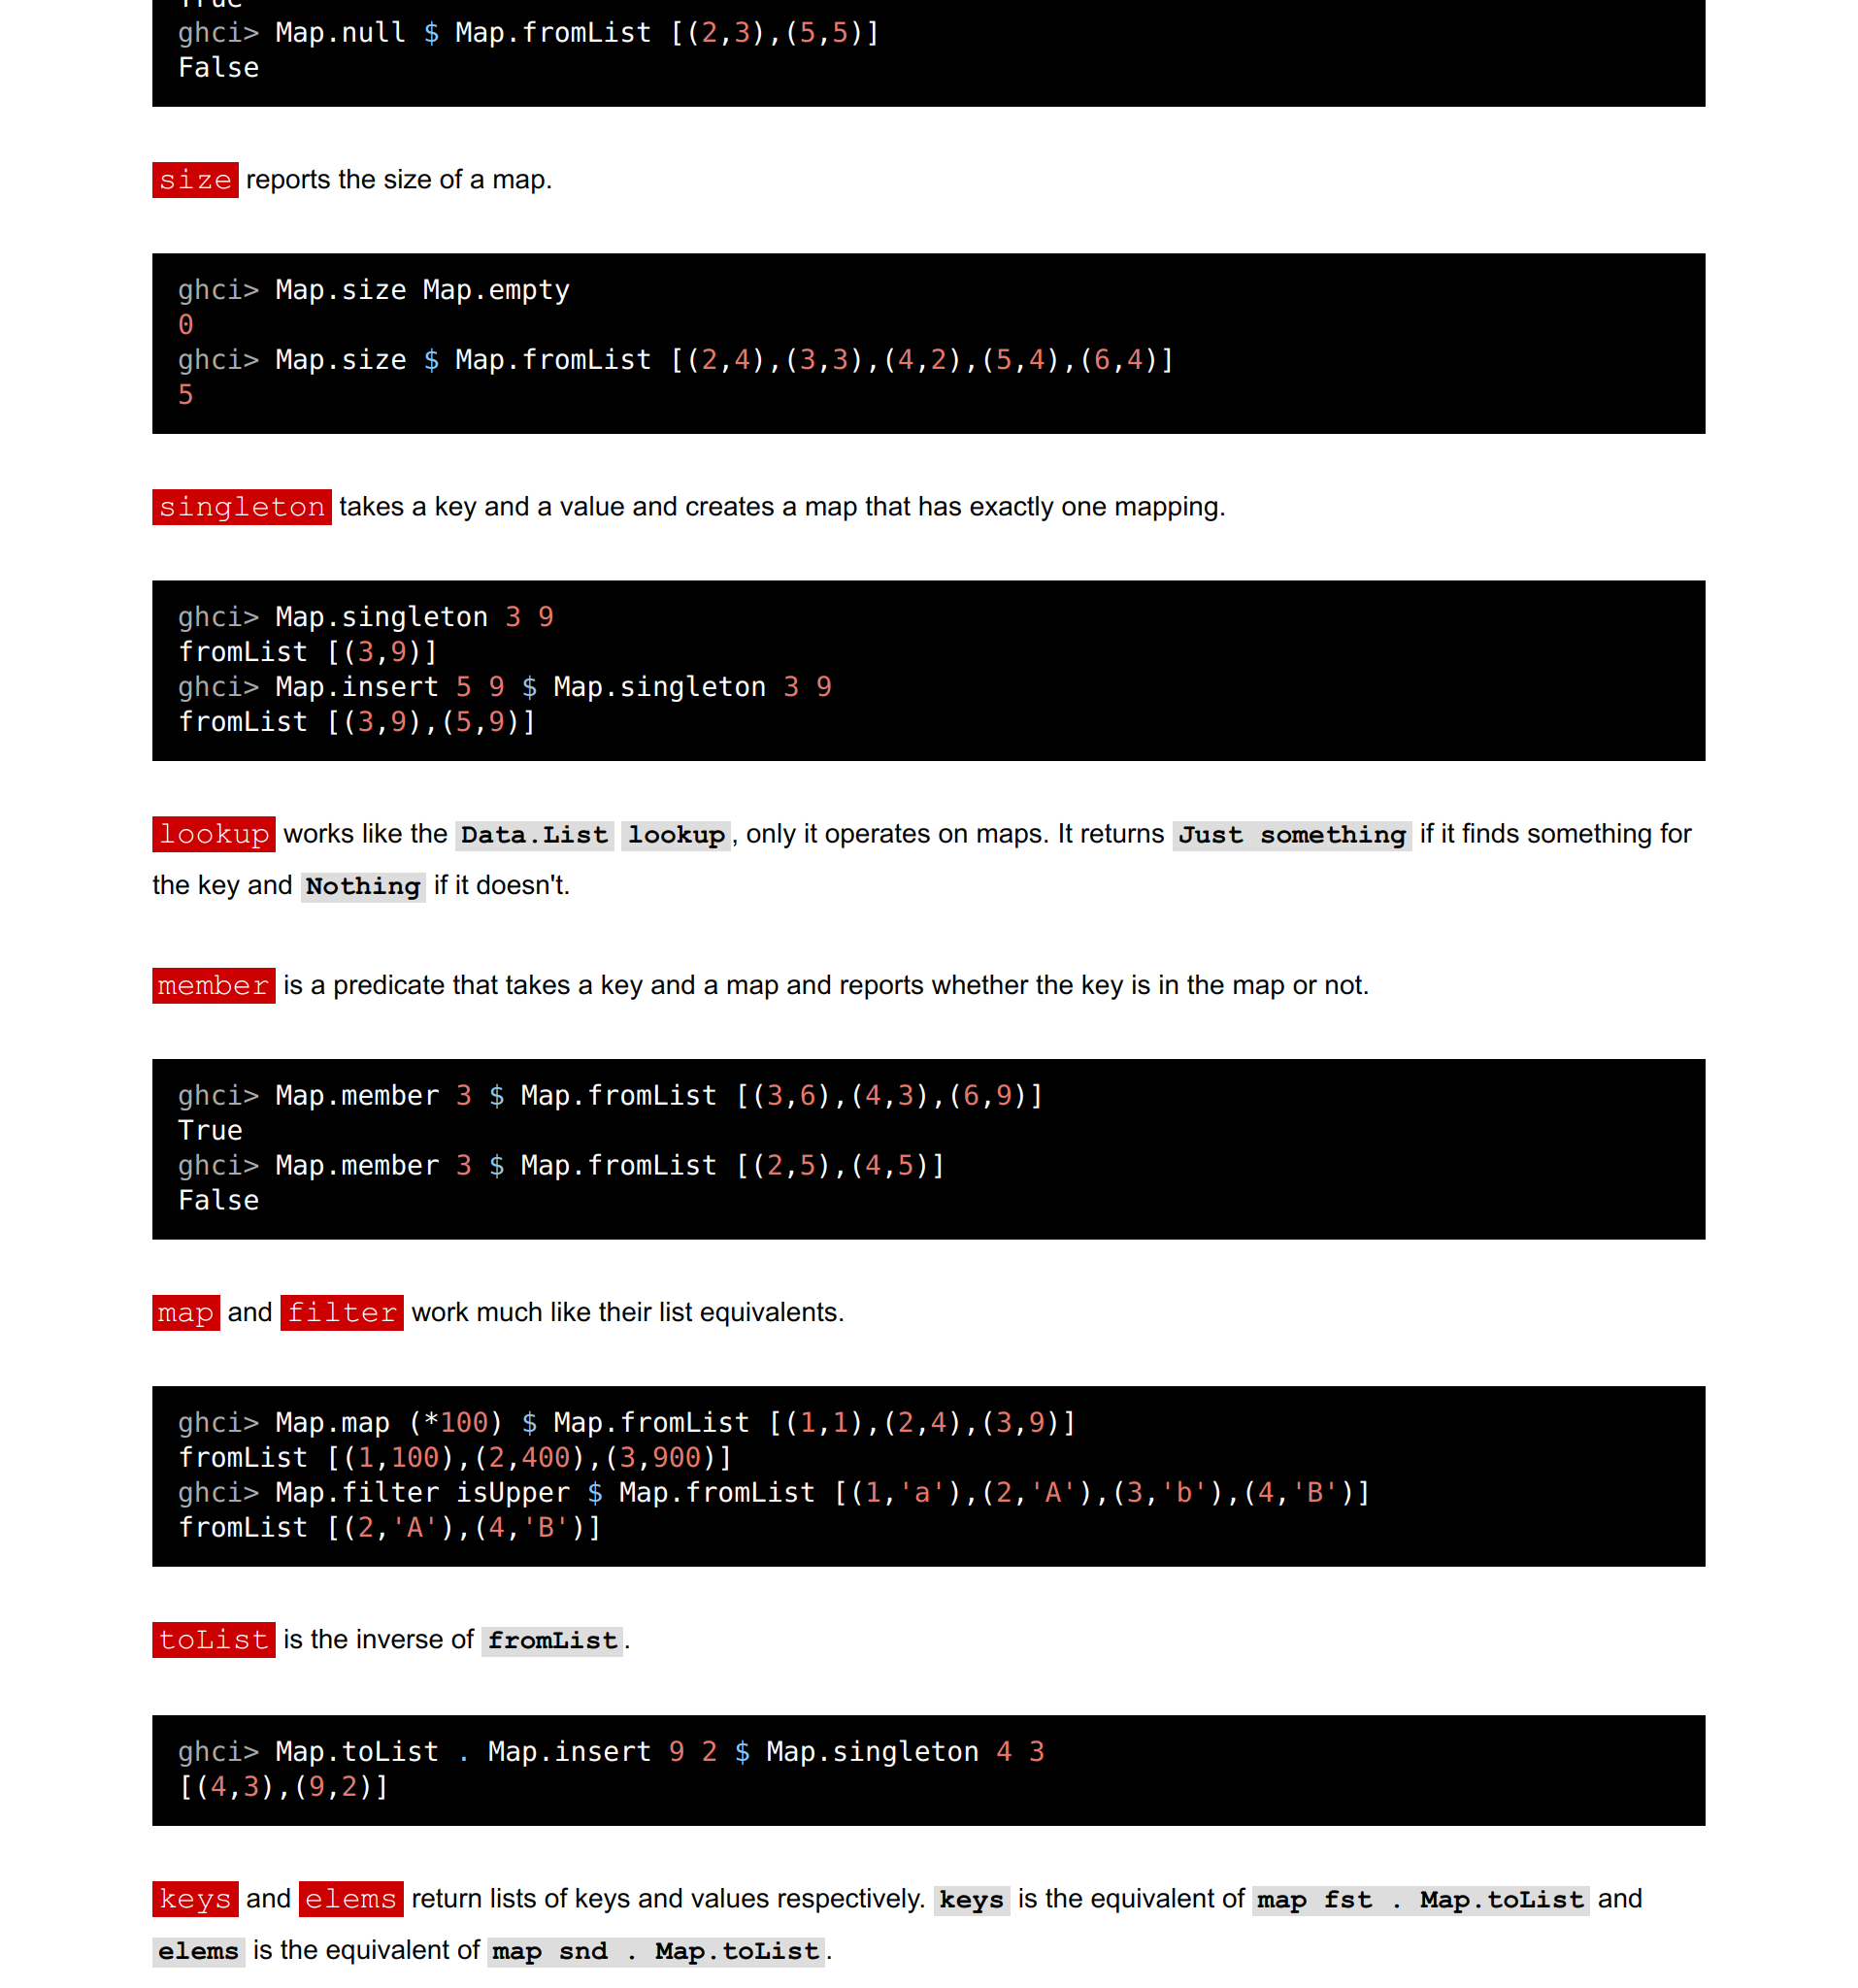 True
ghci> Map.null $ Map.fromList [(2,3),(5,5)]
False
size reports the size of a map.
ghci> Map.size Map.empty
0
ghci> Map.size $ Map.fromList [(2,4),(3,3),(4,2),(5,4),(6,4)]
5
singleton takes a key and a value and creates a map that has exactly one mapping.
ghci> Map.singleton 3 9
fromList [(3,9)]
ghci> Map.insert 5 9 $ Map.singleton 3 9
fromList [(3,9),(5,9)]
lookup works like the Data.List lookup, only it operates on maps. It returns Just something if it finds something for
the key and Nothing if it doesn't.
member is a predicate that takes a key and a map and reports whether the key is in the map or not.
ghci> Map.member 3 $ Map.fromList [(3,6),(4,3),(6,9)]
True
ghci> Map.member 3 $ Map.fromList [(2,5),(4,5)]
False
map and filter work much like their list equivalents.
ghci> Map.map (*100) $ Map.fromList [(1,1),(2,4),(3,9)]
fromList [(1,100),(2,400),(3,900)]
ghci> Map.filter isUpper $ Map.fromList [(1,'a'),(2,'A'),(3,'b'),(4,'B')]
fromList [(2,'A'),(4,'B')]
toList is the inverse of fromList.
ghci> Map.toList . Map.insert 9 2 $ Map.singleton 4 3
[(4,3),(9,2)]
keys and elems return lists of keys and values respectively. keys is the equivalent of map fst . Map.toList and
elems is the equivalent of map snd . Map.toList.